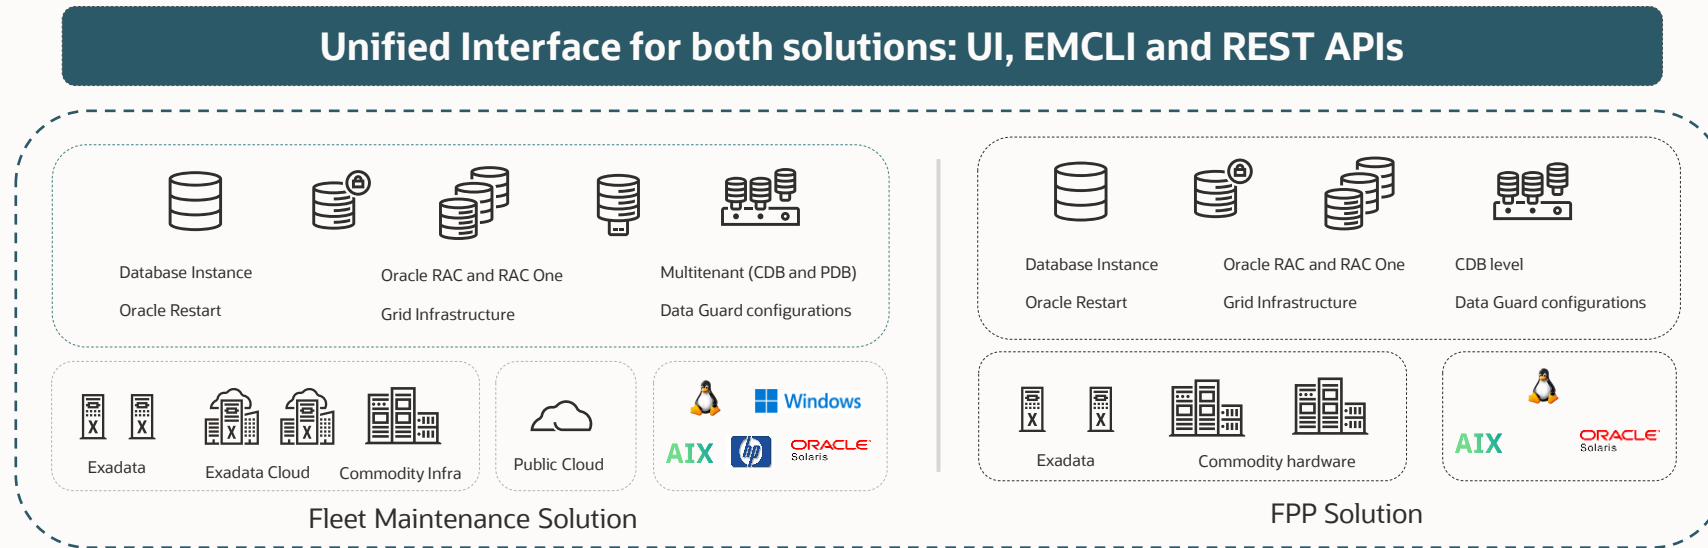 Unified Interface for both solutions: UI, EMCLI and REST APIs
Database Instance
Oracle Restart
Oracle RAC and RAC One
Grid Infrastructure
Multitenant (CDB and PDB)
Data Guard configurations
X
X
Exadata
X
X
Exadata Cloud
Commodity Infra
Public Cloud
Windows
AIX
hp
ORACLE
Solaris
Fleet Maintenance Solution
Database Instance
Oracle Restart
Oracle RAC and RAC One
Grid Infrastructure
CDB level
Data Guard configurations
X
X
Exadata
Commodity hardware
AIX
ORACLE
Solaris
FPP Solution